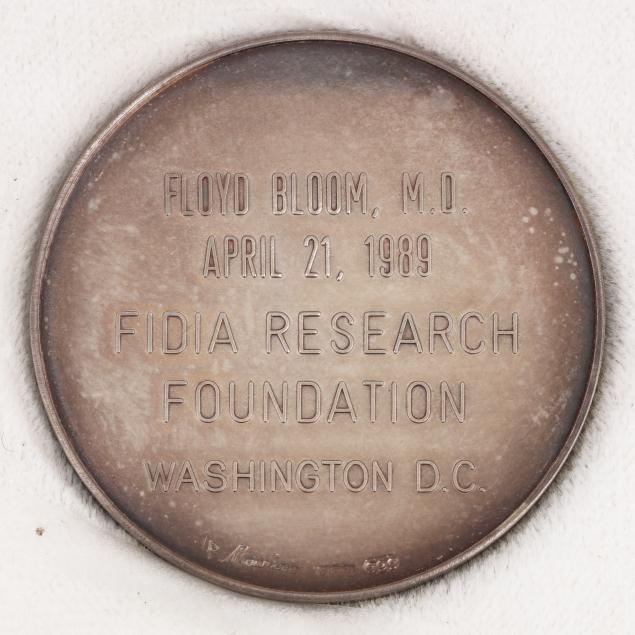 FLOYD BLOOM, M.D.
APRIL 21, 1989
FIDIA RESEARCH
FOUNDATION
WASHINGTON D.C.